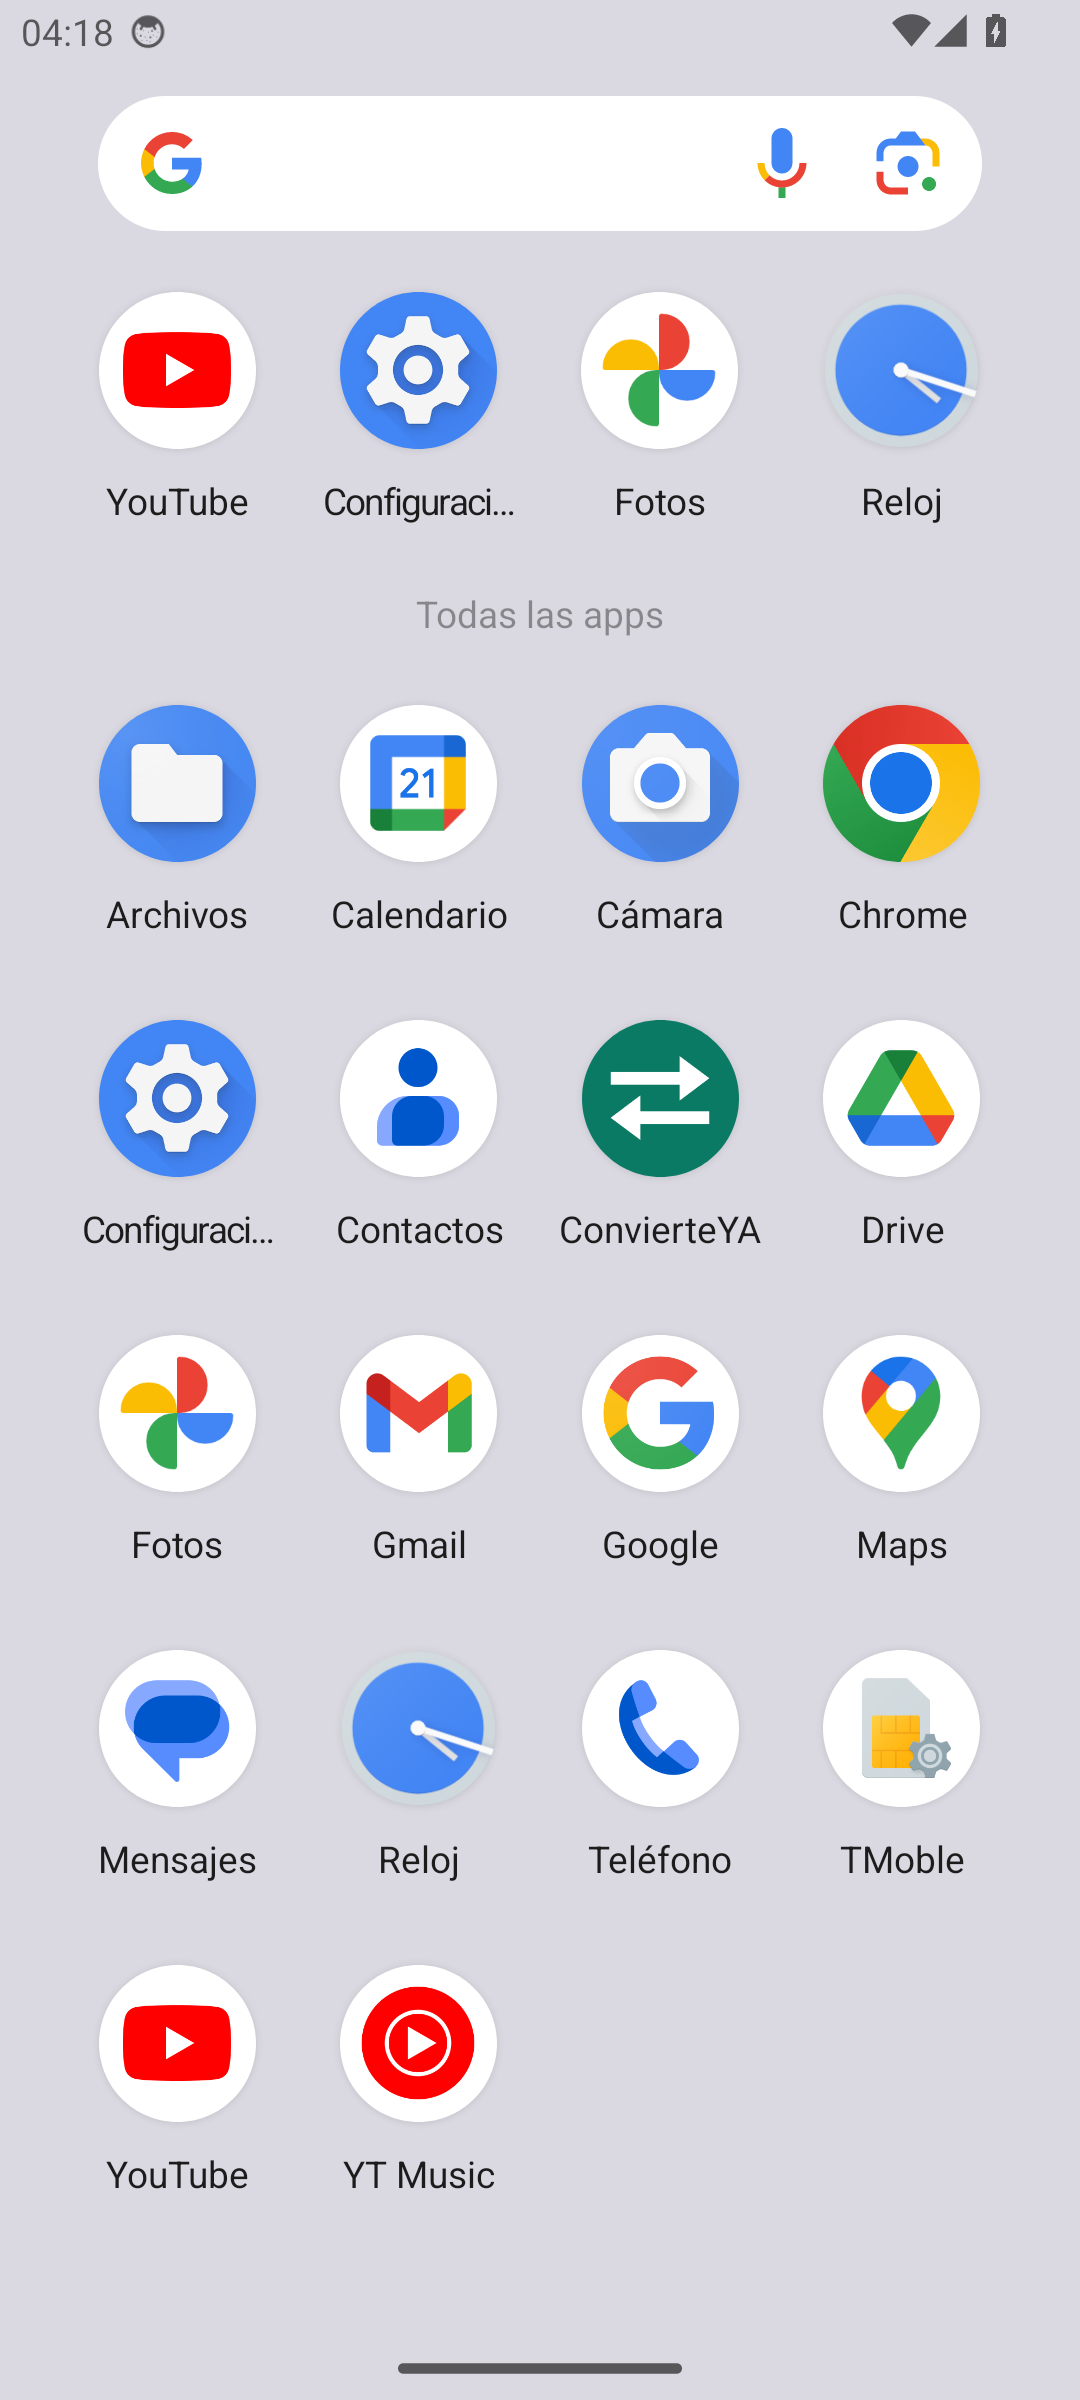 04:18
YouTube
Configuraci...
Fotos
Reloj
Todas las apps
21
Archivos
Calendario
Cámara
Chrome
Configuraci...
Contactos
ConvierteYA
Drive
Fotos
Gmail
Google
Maps
Mensajes
Reloj
Teléfono
TMoble
YouTube
YT Music